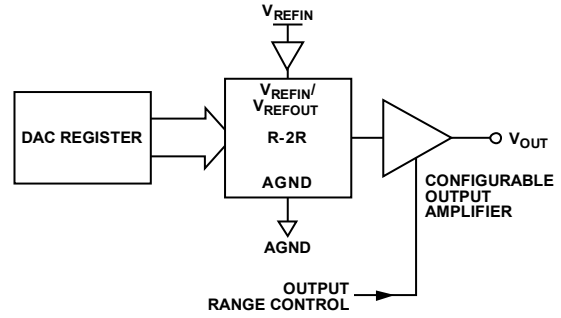 VREFIN
VREFIN/
VREFOUT
DAC REGISTER
R-2R
VOUT
AGND
CONFIGURABLE
OUTPUT
AMPLIFIER
AGND
OUTPUT
RANGE CONTROL